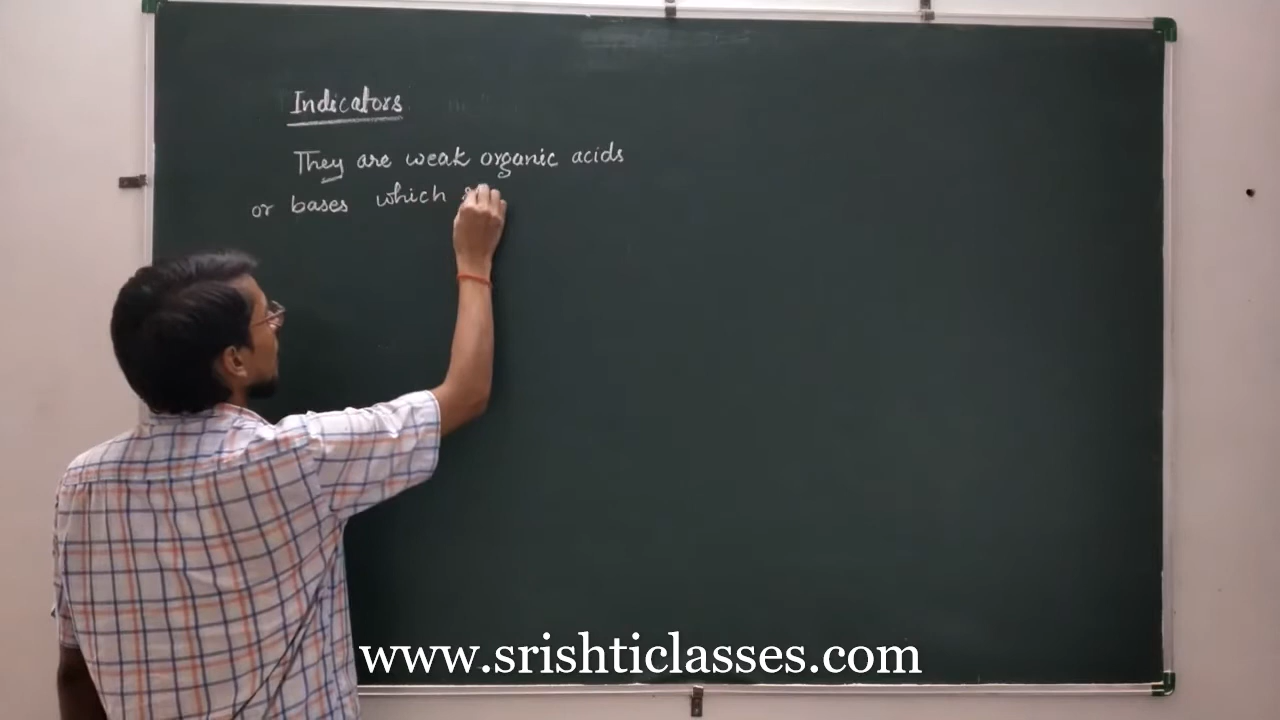 Indicators
They are weak organic acids
or bases which
www.srishticlasses.com